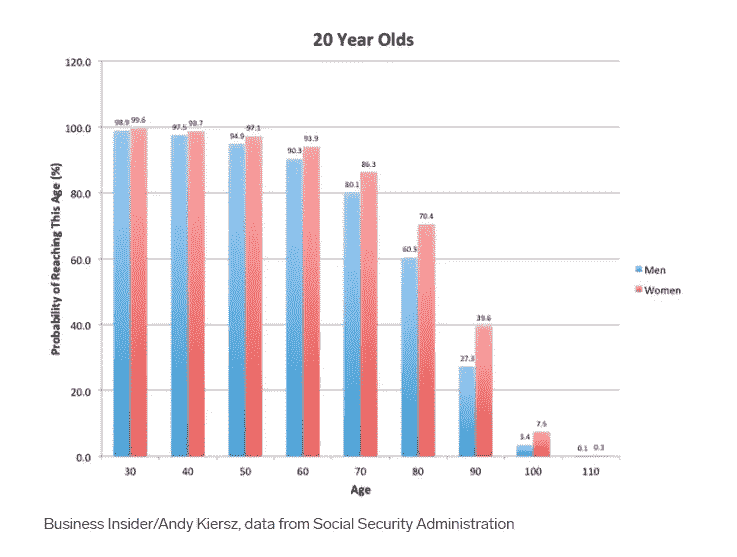 20 Year Olds
120.0
100.0
80.0
60.0
40.0
20.0
0.0
Probability of Reaching This Age (%)
98.9 99.6
97.5 98.7
94.9 97.1
90.3 93.9
80.1 86.3
60.3 70.4
27.3 39.6
3.4 7.6
0.1 0.3
30 40 50 60 70 80 90 100 110
Age
Men
Women
Business Insider/Andy Kiersz, data from Social Security Administration